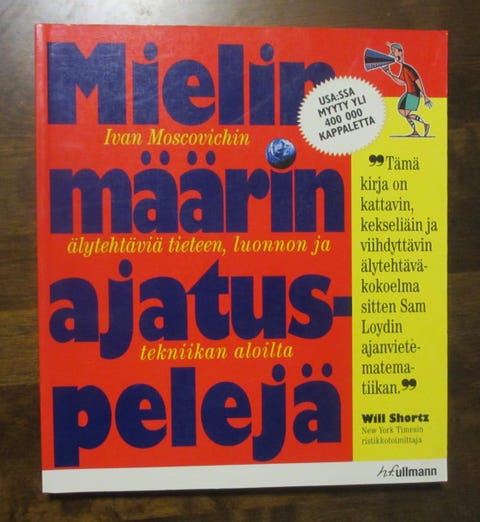 Mielin
Ivan Moscovichin
määrin
älytehtäviä tieteen, luonnon ja
ajatus-
tekniikan aloilta
pelejä
USA:SSA
MYYTY YLI
400 000
KAPPALETTA
❞Tämä
kirja on
kattavin,
kekseliäin ja
viihdyttävin
älytehtävä-
kokoelma
sitten Sam
Loydin
ajanviete-
matema-
tiikan.❞
Will Shortz
New York Timesin
ristikkotoimittaja
h.f.ullmann